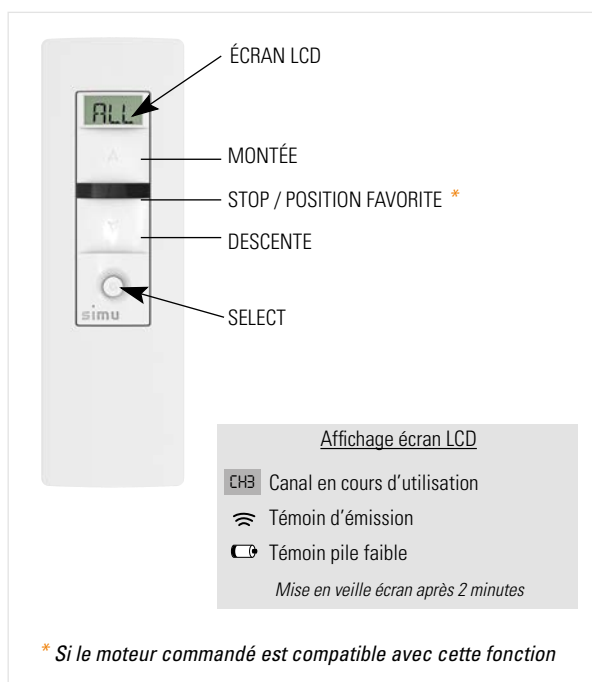 ÉCRAN LCD
ALL
MONTÉE
STOP / POSITION FAVORITE *
DESCENTE
SELECT
simu
Affichage écran LCD
CH3 Canal en cours d'utilisation
Témoin d'émission
Témoin pile faible
Mise en veille écran après 2 minutes
* Si le moteur commandé est compatible avec cette fonction